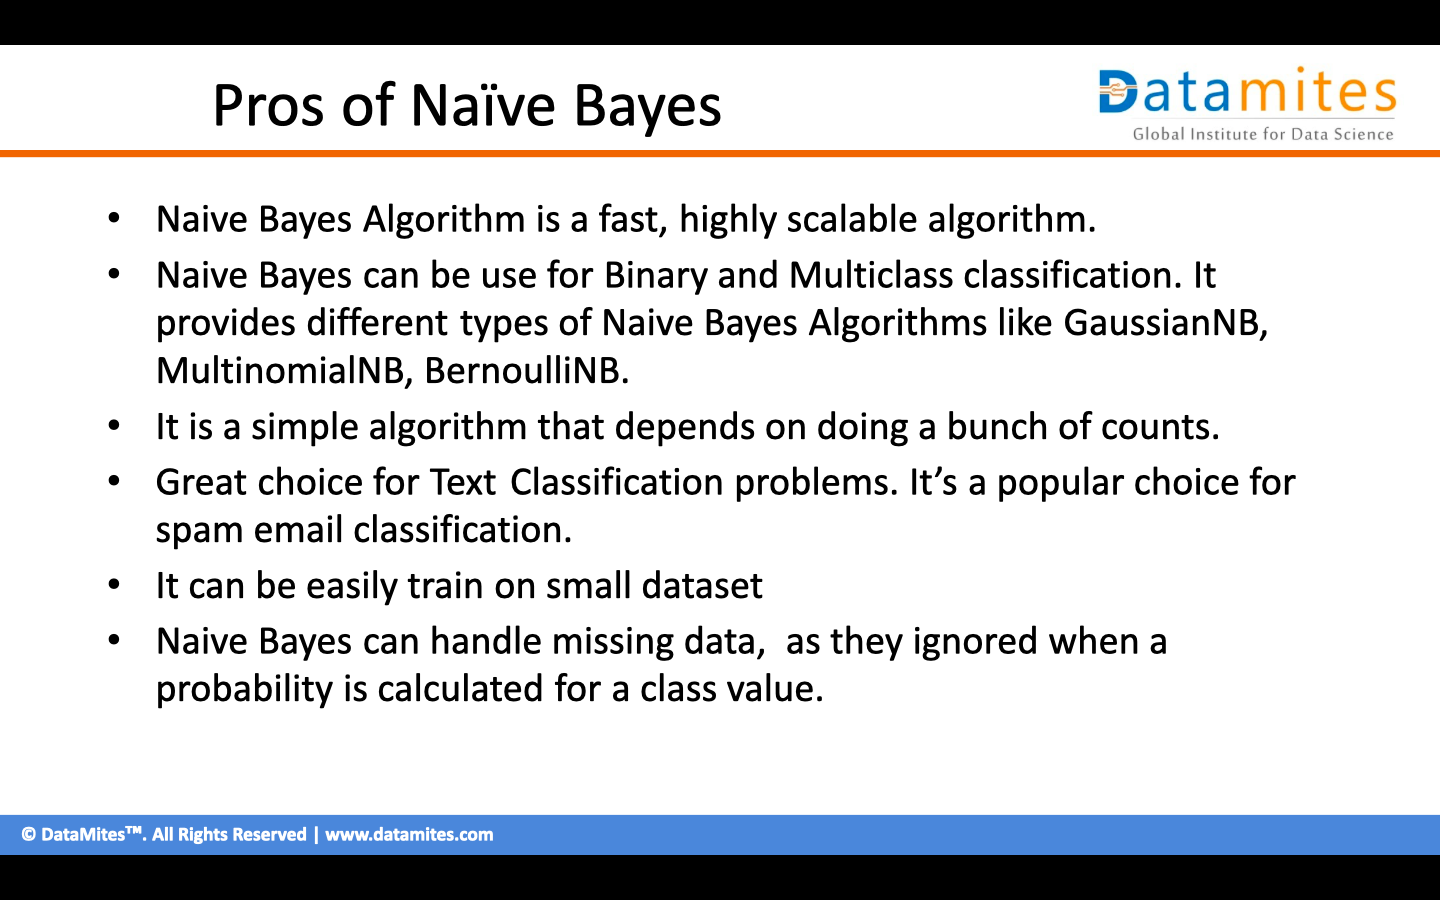 Pros of Naïve Bayes
Datamites
Global Institute for Data Science
• Naive Bayes Algorithm is a fast, highly scalable algorithm.
• Naive Bayes can be use for Binary and Multiclass classification. It
provides different types of Naive Bayes Algorithms like GaussianNB,
MultinomialNB, BernoulliNB.
• It is a simple algorithm that depends on doing a bunch of counts.
• Great choice for Text Classification problems. It’s a popular choice for
spam email classification.
• It can be easily train on small dataset
• Naive Bayes can handle missing data,  as they ignored when a
probability is calculated for a class value.
© DataMites™. All Rights Reserved | www.datamites.com